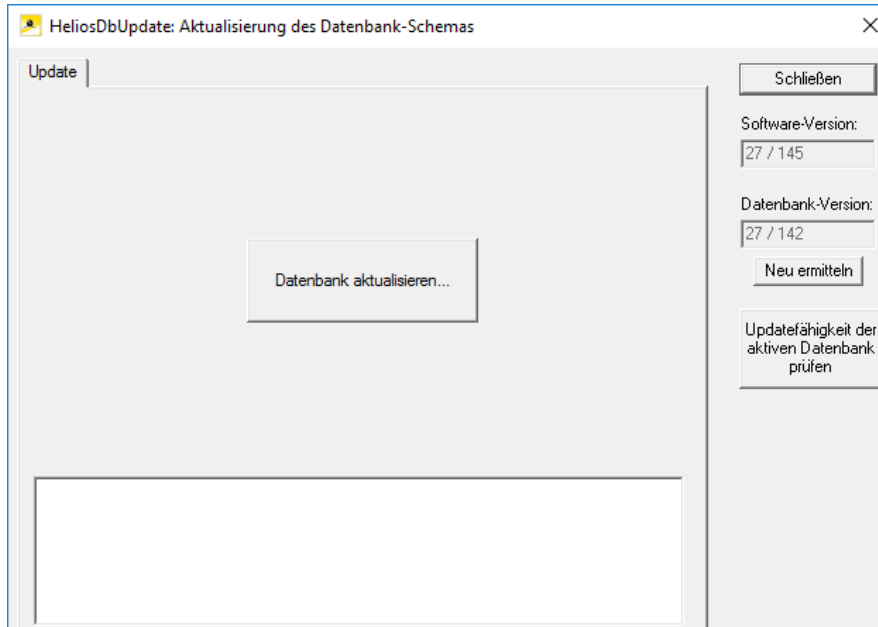 HeliosDbUpdate: Aktualisierung des Datenbank-Schemas
Update
Schließen
Software-Version:
27 / 145
Datenbank-Version:
27 / 142
Neu ermitteln
Datenbank aktualisieren...
Updatefähigkeit der
aktiven Datenbank
prüfen